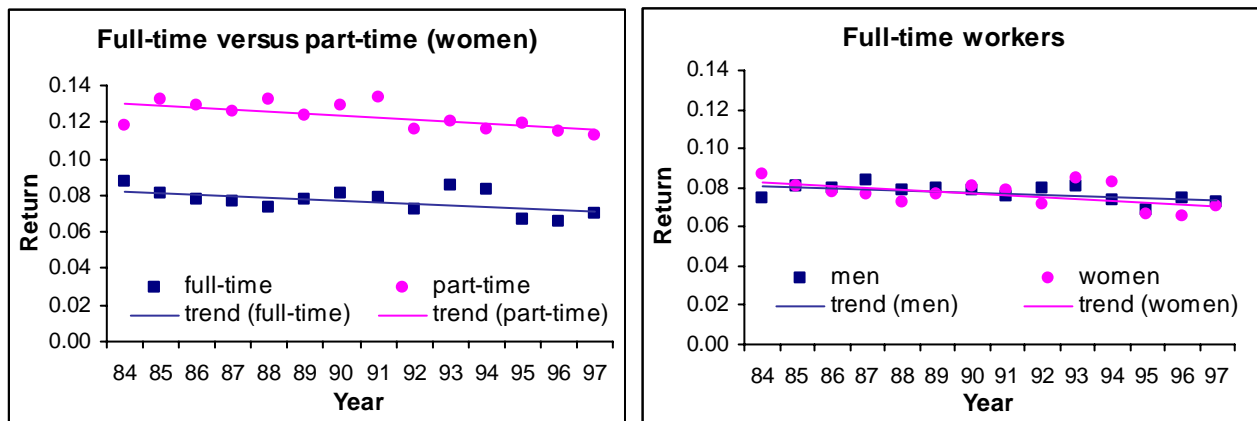 Full-time versus part-time (women)
0.14
0.12
0.10
0.08
0.06
0.04
0.02
0.00
Return
full-time
part-time
trend (full-time)
trend (part-time)
84 85 86 87 88 89 90 91 92 93 94 95 96 97
Year
Full-time workers
0.14
0.12
0.10
0.08
0.06
0.04
0.02
0.00
Return
men
women
trend (men)
trend (women)
84 85 86 87 88 89 90 91 92 93 94 95 96 97
Year